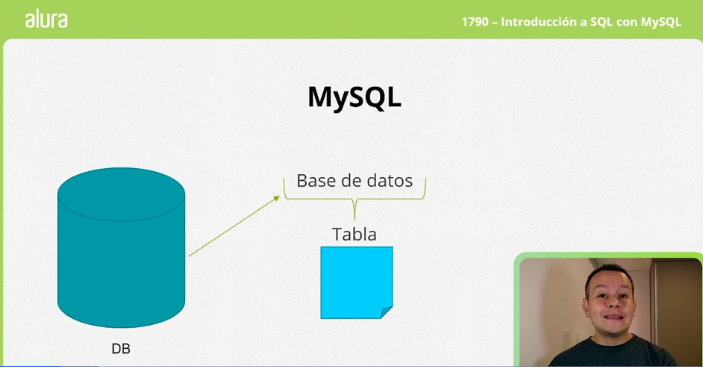 alura
1790 – Introducción a SQL con MySQL
MySQL
Base de datos
Tabla
DB